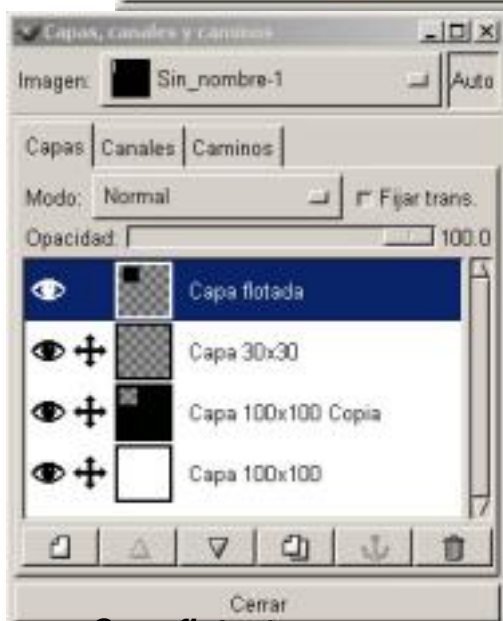 Capas, canales y caminos
Imagen: Sin_nombre-1 Auto
Capas Canales Caminos
Modo: Normal Fijar trans.
Opacidad: 100.0
Capa flotada
Capa 30x30
Capa 100x100 Copia
Capa 100x100
Cerrar